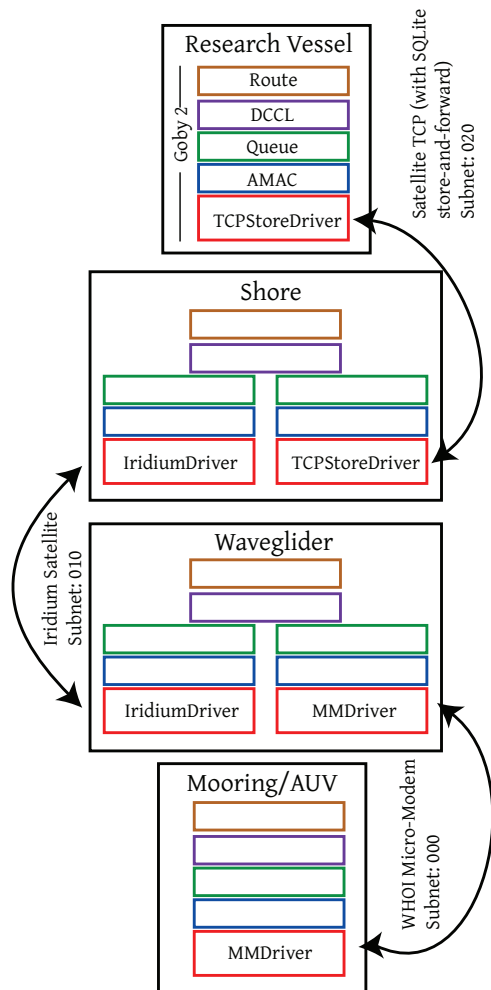 Research Vessel
Goby 2
Route
DCCL
Queue
AMAC
TCPStoreDriver
Satellite TCP (with SQLite
store-and-forward)
Subnet: 020
Shore
IridiumDriver
TCPStoreDriver
Iridium Satellite
Subnet: 010
Waveglider
IridiumDriver
MMDriver
WHOI Micro-Modem
Subnet: 000
Mooring/AUV
MMDriver